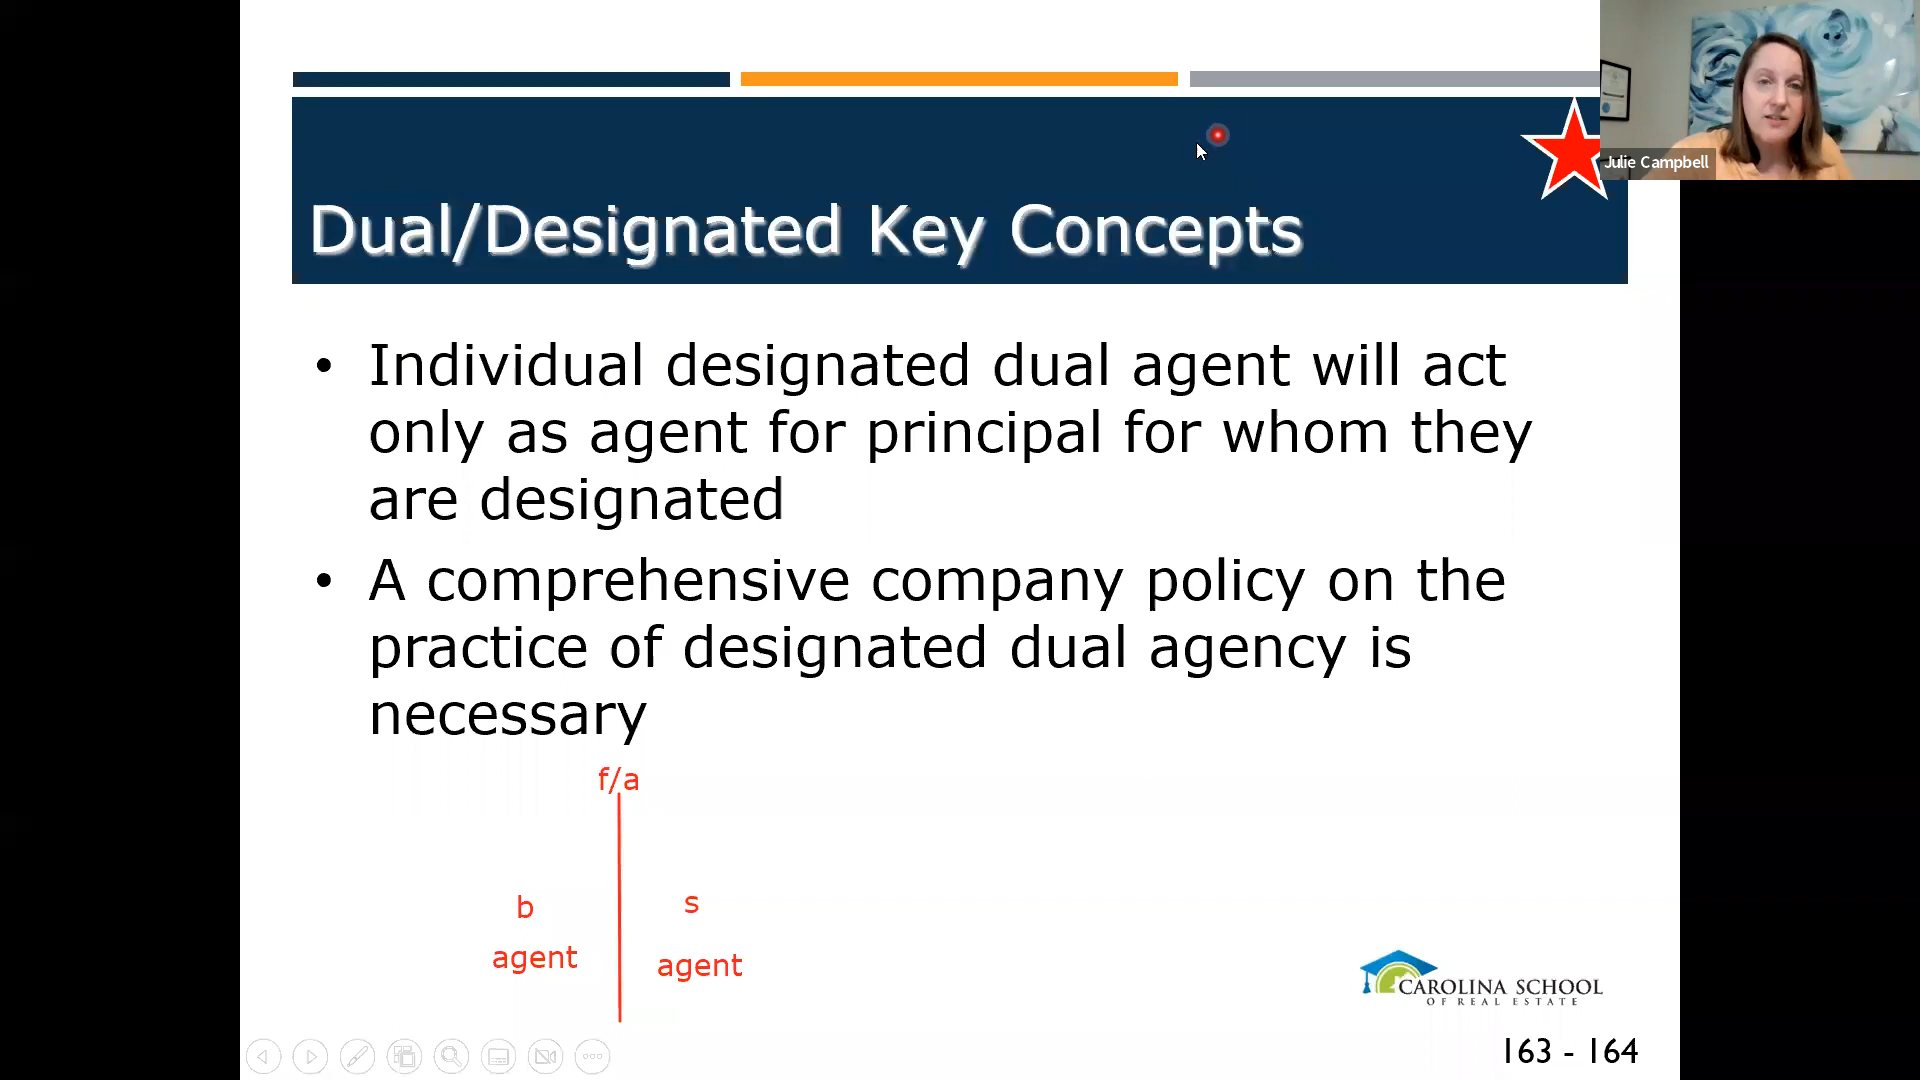 Julie Campbell
Dual/Designated Key Concepts
• Individual designated dual agent will act
only as agent for principal for whom they
are designated
• A comprehensive company policy on the
practice of designated dual agency is
necessary
f/a
b
s
agent
agent
CAROLINA SCHOOL
OF REAL ESTATE
163 - 164